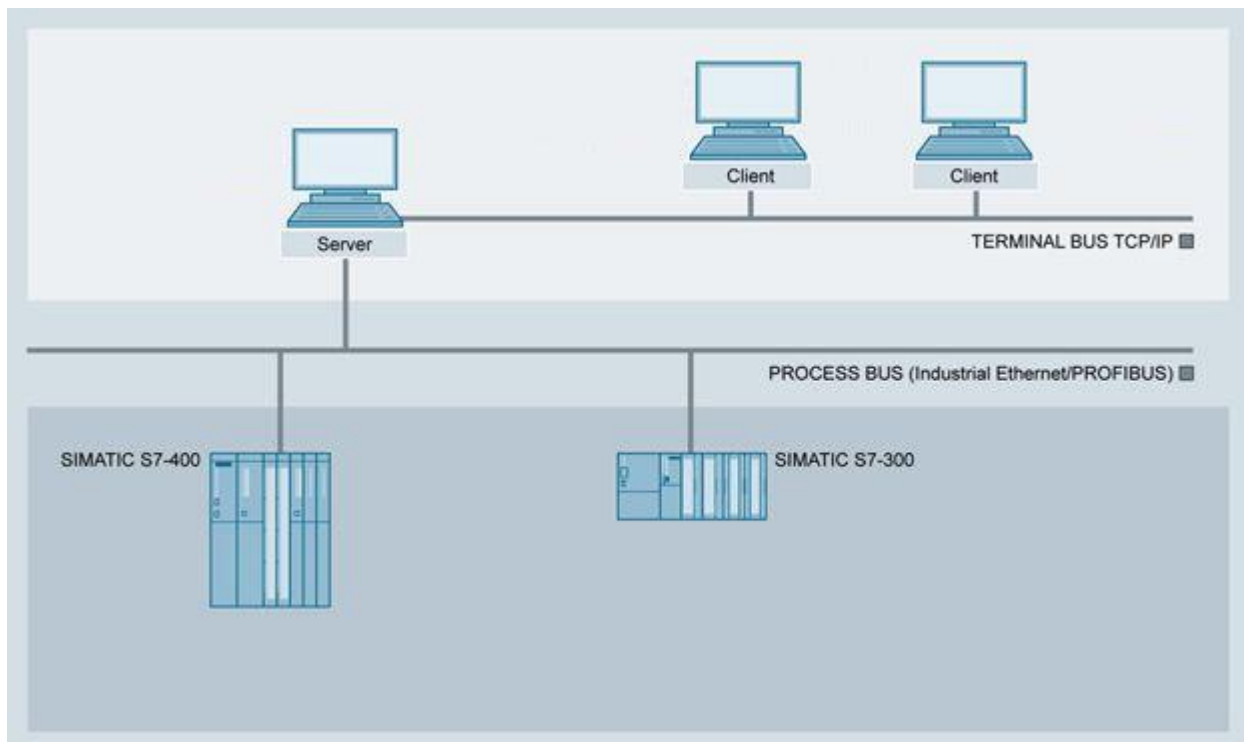 Client
Client
Server
TERMINAL BUS TCP/IP
PROCESS BUS (Industrial Ethernet/PROFIBUS)
SIMATIC S7-400
SIMATIC S7-300